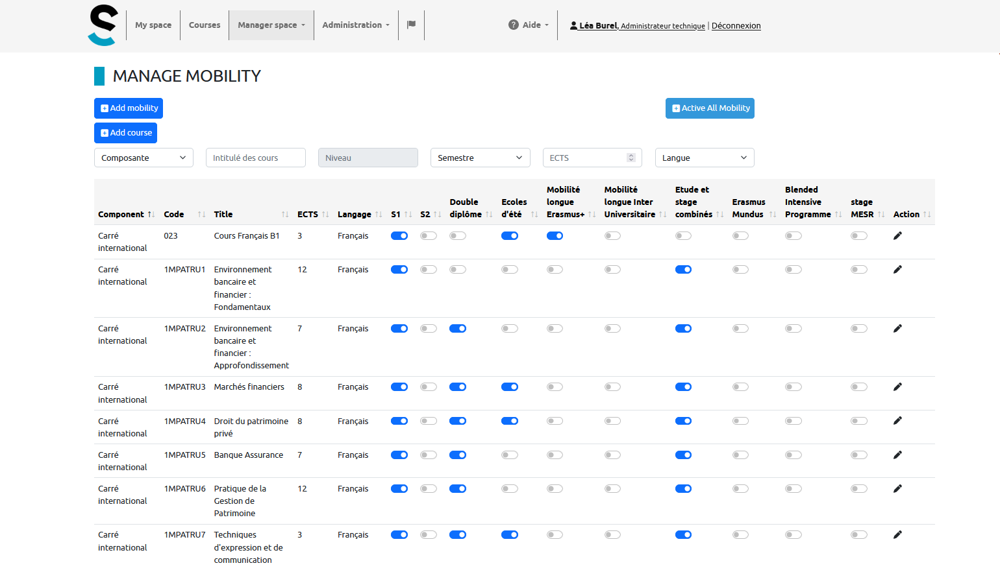 My space
Courses
Manager space
Administration
Aide
Léa Burel, Administrateur technique | Déconnexion
MANAGE MOBILITY
Add mobility
Active All Mobility
Add course
Composante
Intitulé des cours
Niveau
Semestre
ECTS
Langue
Component
Code
Title
ECTS
Langage
S1
S2
Double
diplôme
Ecoles
d'été
Mobilité
longue
Erasmus+
Mobilité
longue Inter
Universitaire
Etude et
stage
combinés
Erasmus
Mundus
Blended
Intensive
Programme
stage
MESR
Action
Carré
international
023
Cours Français B1
3
Français
Carré
international
1MPATRU1
Environnement
bancaire et
financier :
Fondamentaux
12
Français
Carré
international
1MPATRU2
Environnement
bancaire et
financier :
Approfondissement
7
Français
Carré
international
1MPATRU3
Marchés financiers
8
Français
Carré
international
1MPATRU4
Droit du patrimoine
privé
8
Français
Carré
international
1MPATRU5
Banque Assurance
7
Français
Carré
international
1MPATRU6
Pratique de la
Gestion de
Patrimoine
12
Français
Carré
international
1MPATRU7
Techniques
d'expression et de
communication
3
Français